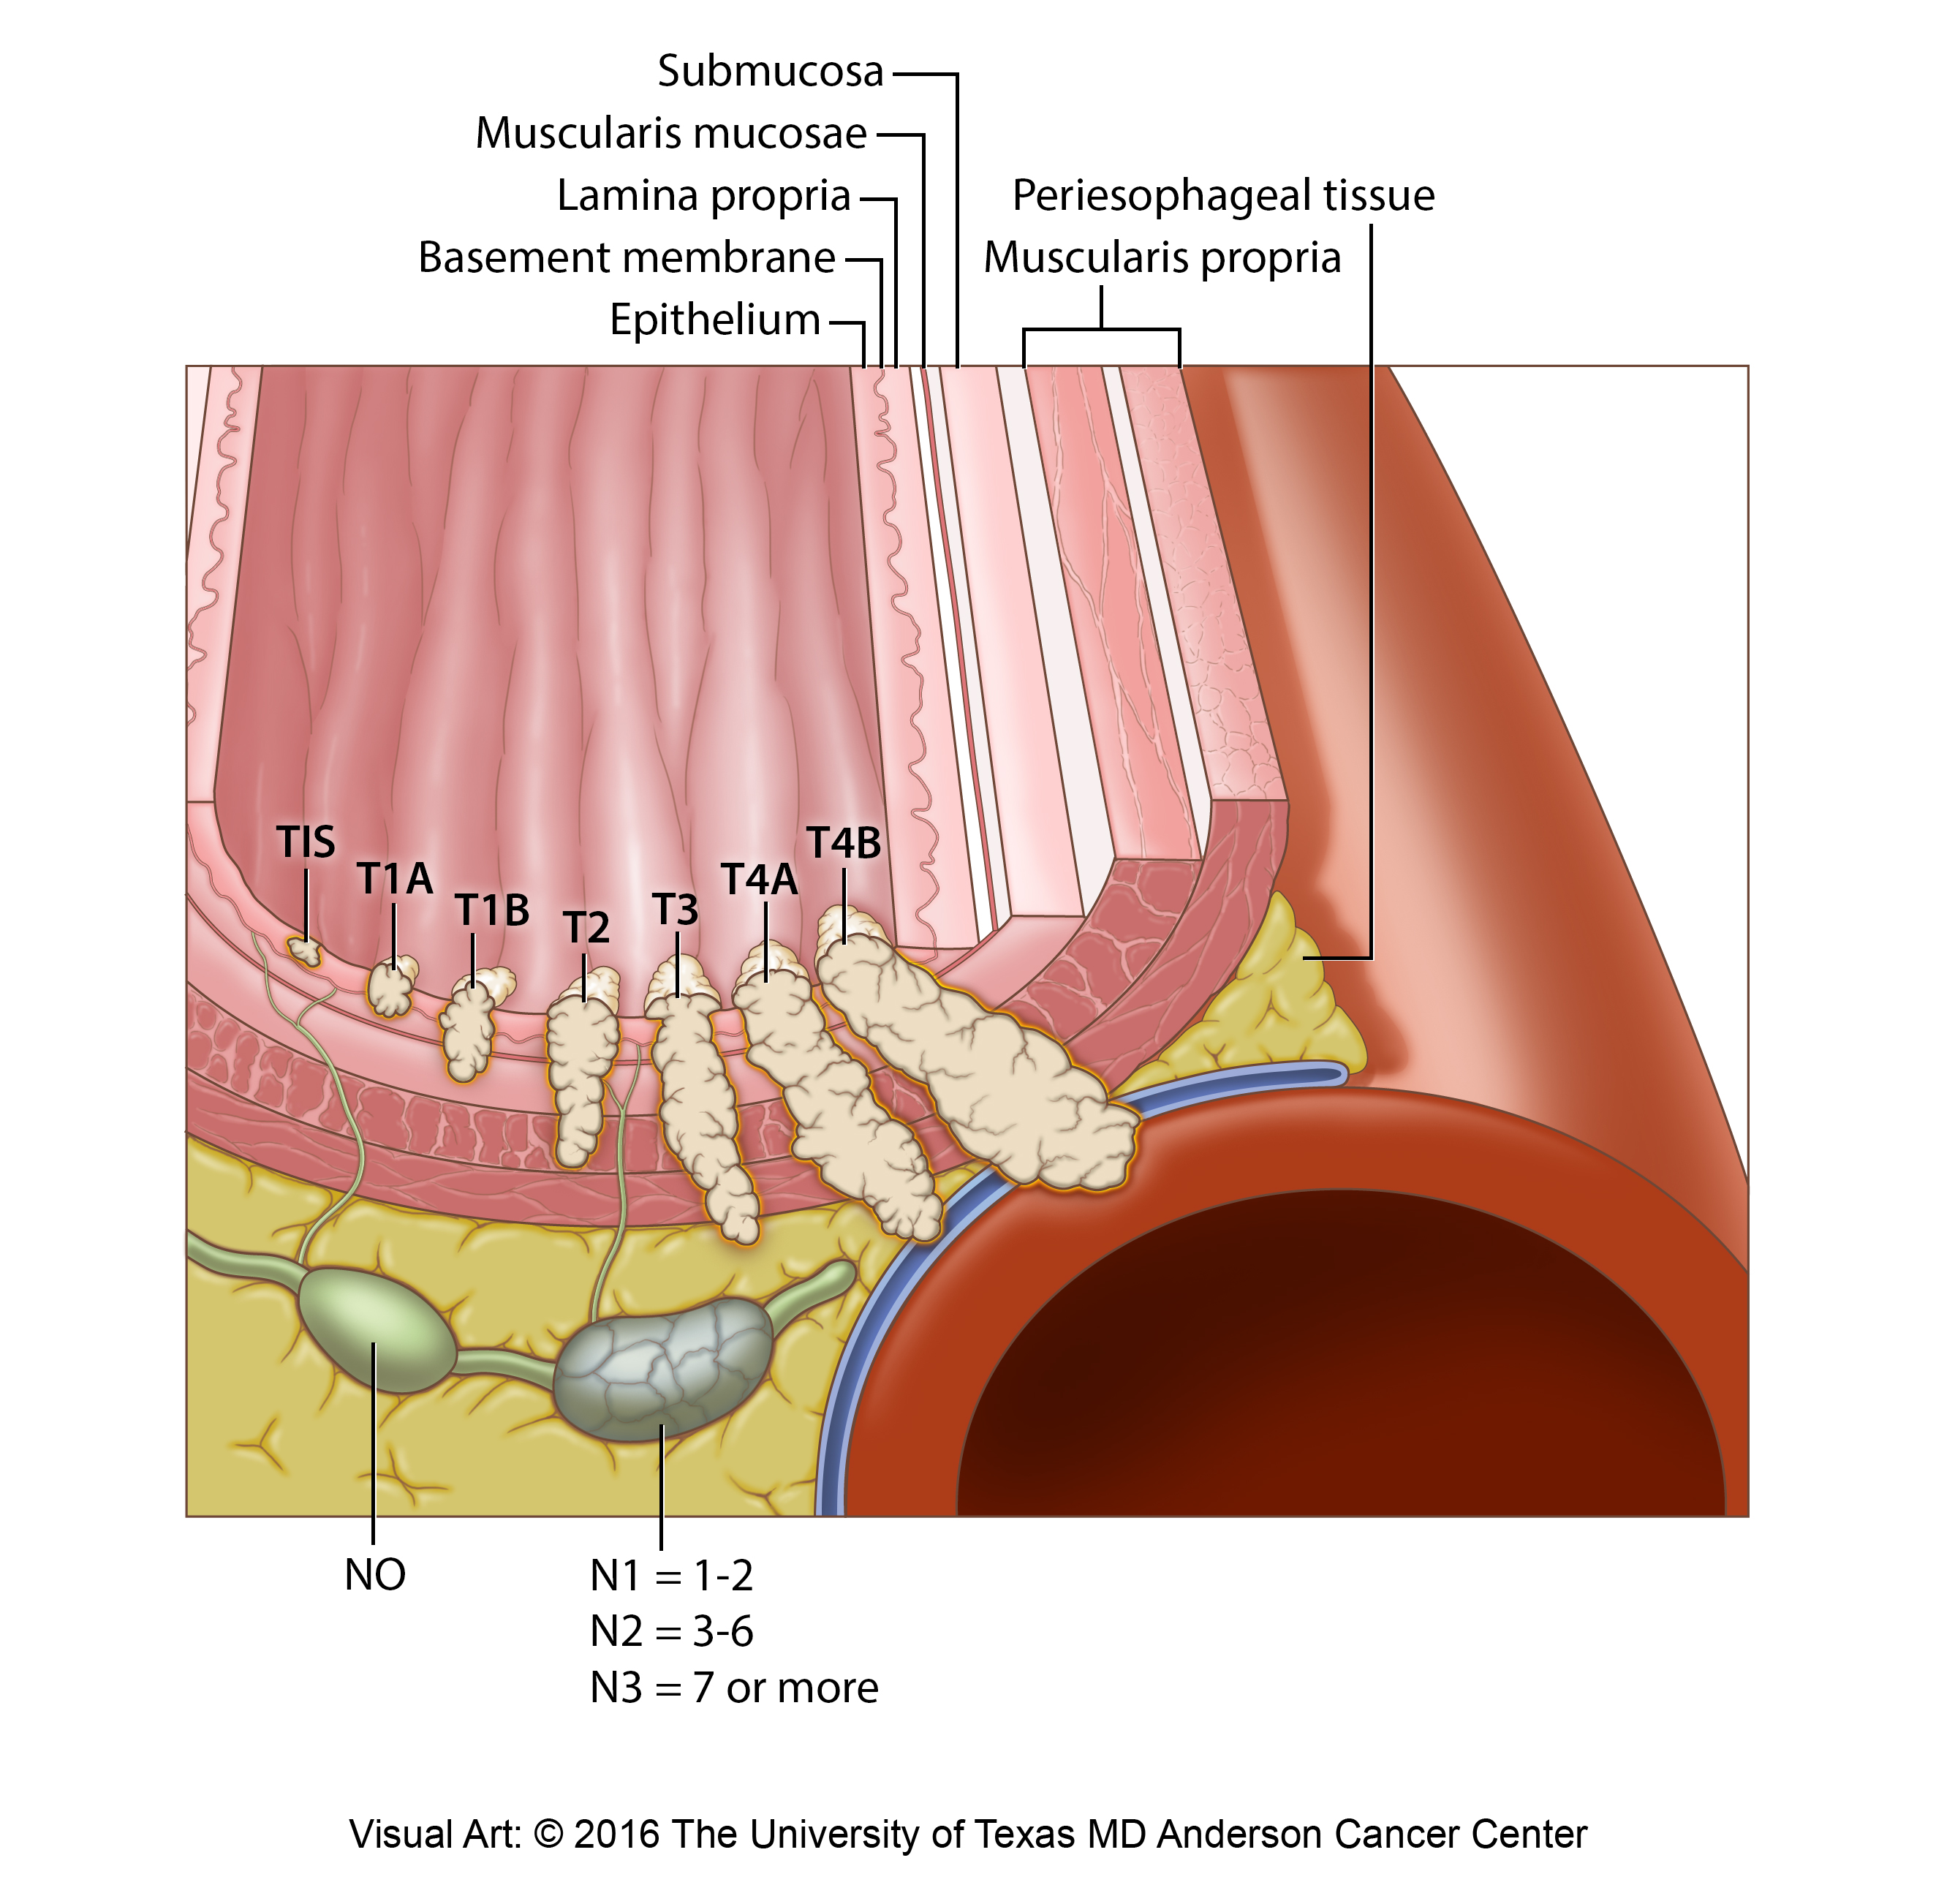 Submucosa
Muscularis mucosae
Lamina propria
Basement membrane
Epithelium
Periesophageal tissue
Muscularis propria
TIS
T1A
T1B
T2
T3
T4A
T4B
NO
N1 = 1-2
N2 = 3-6
N3 = 7 or more
Visual Art: © 2016 The University of Texas MD Anderson Cancer Center